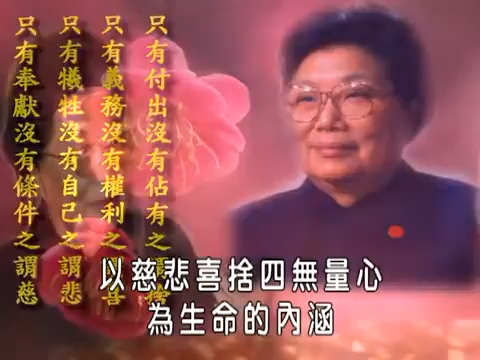 只有奉獻沒有條件之謂慈
只有犧牲沒有自己之謂悲
只有義務沒有權利之喜
只有付出沒有佔有之捨
以慈悲喜捨四無量心
為生命的內涵